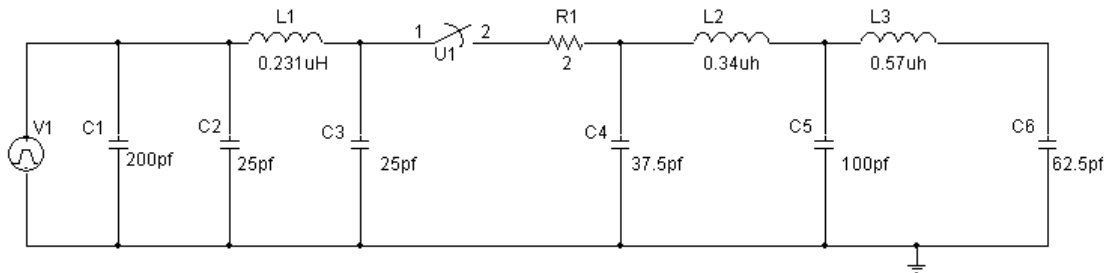 L1
0.231uH
1 2
U1
R1
2
L2
0.34uh
L3
0.57uh
V1
C1
200pf
C2
25pf
C3
25pf
C4
37.5pf
C5
100pf
C6
62.5pf